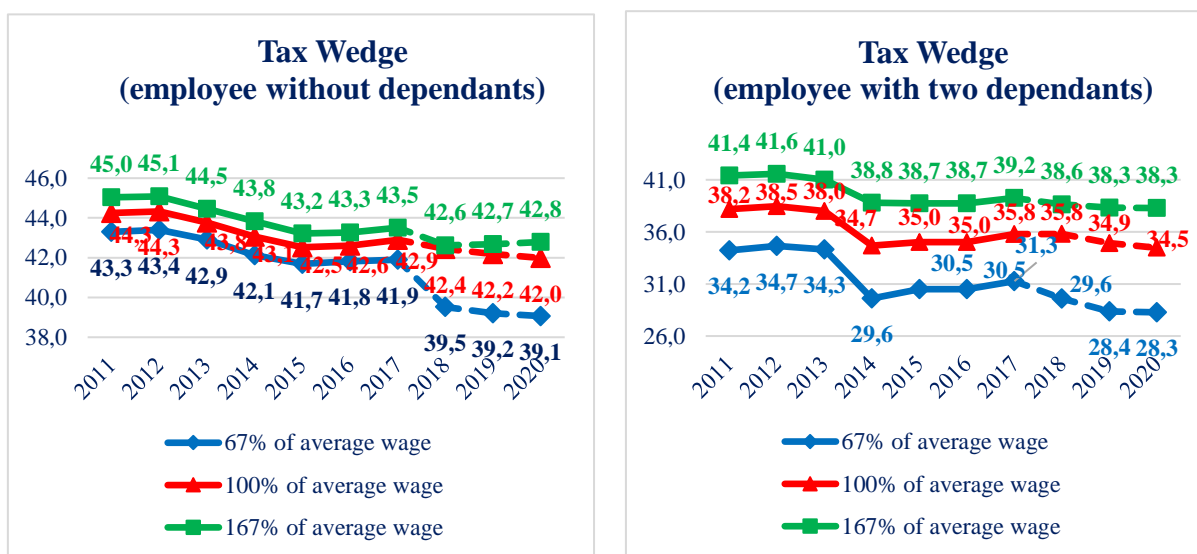 Tax Wedge
(employee without dependants)
45,0 45,1 44,5 43,8 43,2 43,3 43,5 42,6 42,7 42,8
44,3 44,3 43,8 43,1 42,5 42,6 42,9 42,4 42,2 42,0
43,3 43,4 42,9 42,1 41,7 41,8 41,9 39,5 39,2 39,1
46,0
44,0
42,0
40,0
38,0
2011 2012 2013 2014 2015 2016 2017 2018 2019 2020
67% of average wage
100% of average wage
167% of average wage
Tax Wedge
(employee with two dependants)
41,4 41,6 41,0 38,8 38,7 38,7 39,2 38,6 38,3 38,3
38,2 38,5 38,0 34,7 35,0 35,0 35,8 35,8 34,9 34,5
34,2 34,7 34,3 29,6 30,5 30,5 31,3 29,6 28,4 28,3
41,0
36,0
31,0
26,0
2011 2012 2013 2014 2015 2016 2017 2018 2019 2020
67% of average wage
100% of average wage
167% of average wage